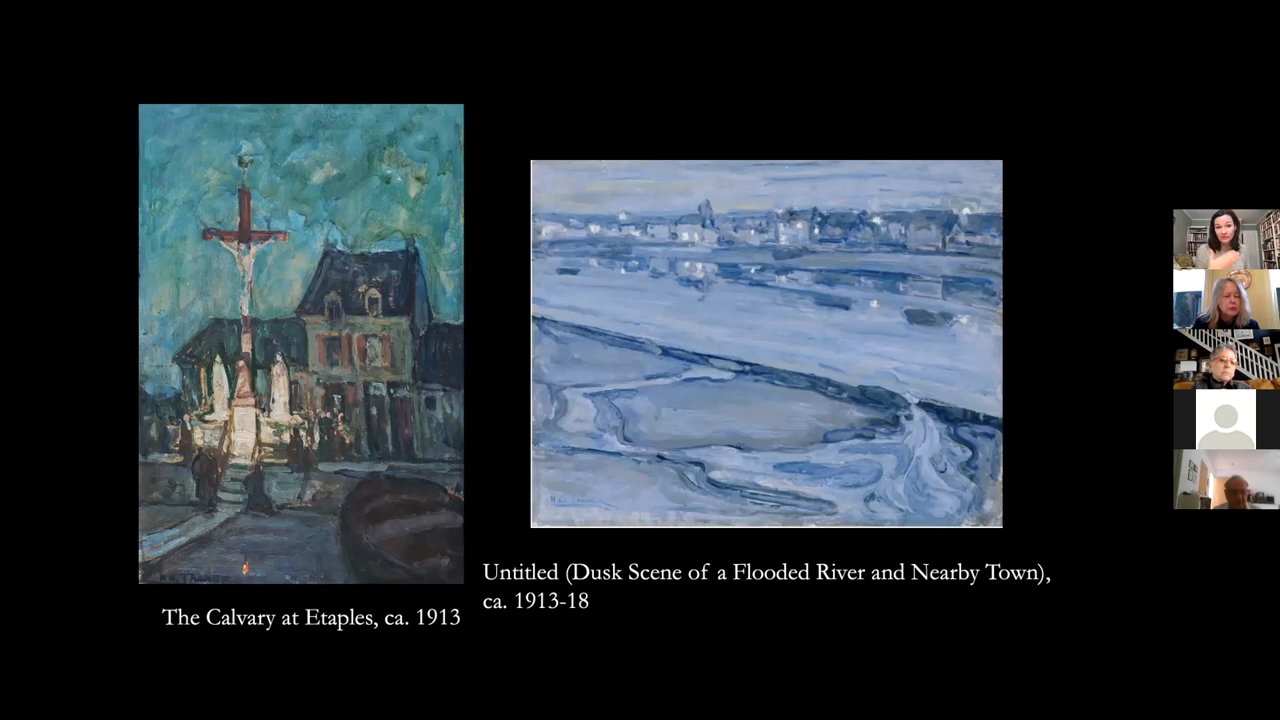 The Calvary at Etaples, ca. 1913
Untitled (Dusk Scene of a Flooded River and Nearby Town),
ca. 1913-18